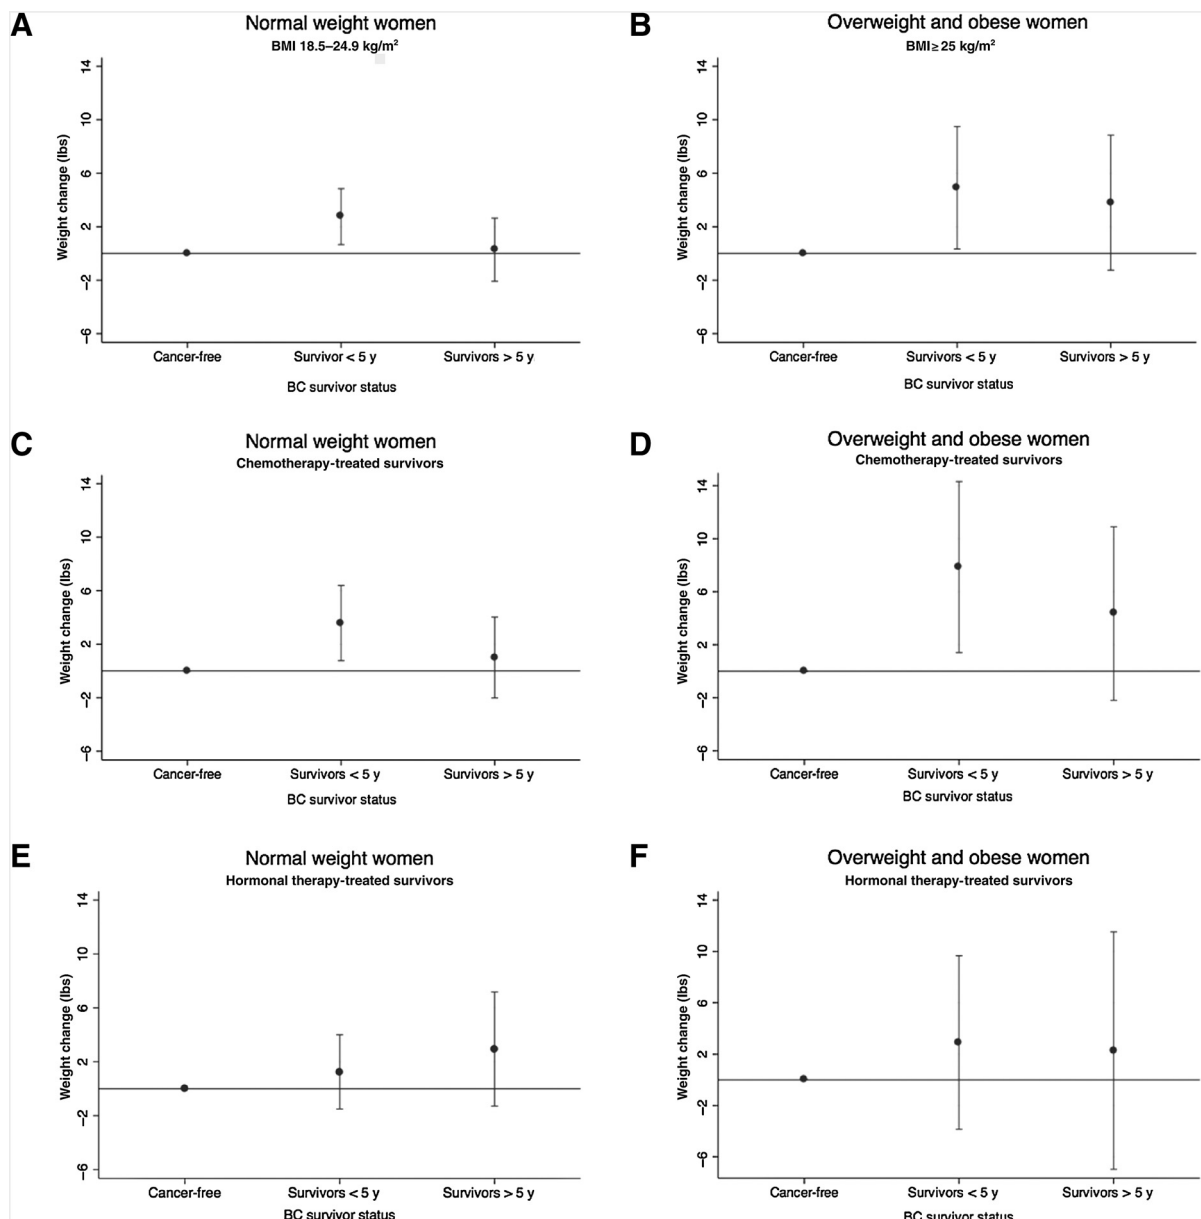 A
Normal weight women
BMI 18.5–24.9 kg/m²
Weight change (lbs)
14
10
6
2
−2
−6
Cancer-free
Survivor < 5 y
Survivors > 5 y
BC survivor status
B
Overweight and obese women
BMI ≥ 25 kg/m²
Weight change (lbs)
14
10
6
2
−2
−6
Cancer-free
Survivors < 5 y
Survivors > 5 y
BC survivor status
C
Normal weight women
Chemotherapy-treated survivors
Weight change (lbs)
14
10
6
2
−2
−6
Cancer-free
Survivors < 5 y
Survivors > 5 y
BC survivor status
D
Overweight and obese women
Chemotherapy-treated survivors
Weight change (lbs)
14
10
6
2
−2
−6
Cancer-free
Survivors < 5 y
Survivors > 5 y
BC survivor status
E
Normal weight women
Hormonal therapy-treated survivors
Weight change (lbs)
14
10
6
2
−2
−6
Cancer-free
Survivors < 5 y
Survivors > 5 y
BC survivor status
F
Overweight and obese women
Hormonal therapy-treated survivors
Weight change (lbs)
14
10
6
2
−2
−6
Cancer-free
Survivors < 5 y
Survivors > 5 y
BC survivor status